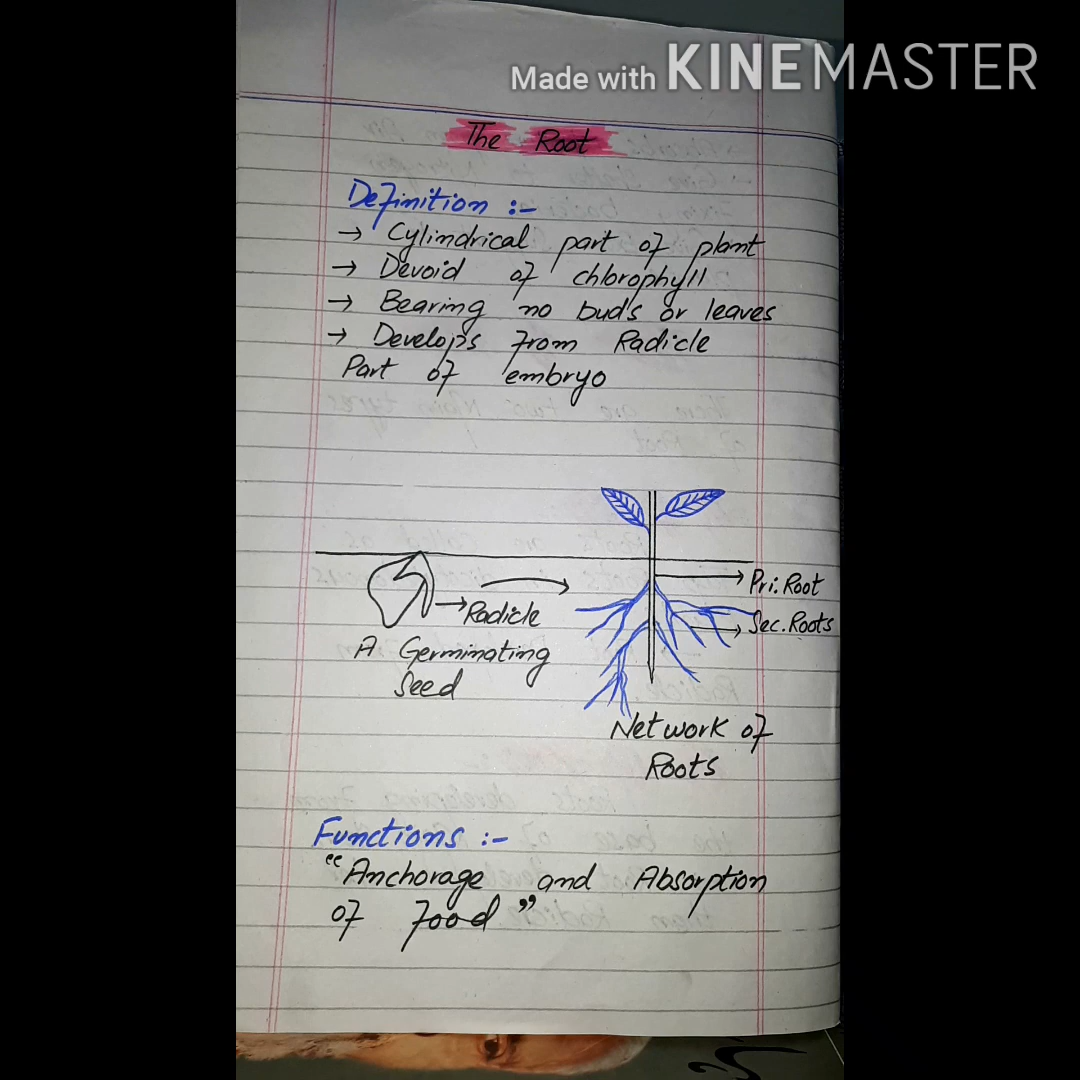 Made with KINEMASTER
The Root
Definition :-
→ Cylindrical part of plant
→ Devoid of chlorophyll
→ Bearing no buds or leaves
→ Develops from Radicle
Part of embryo
→ Pri. Root
→ Radicle
→ Sec. Roots
A Germinating
Seed
Network of
Roots
Functions :-
“Anchorage and Absorption
of food”